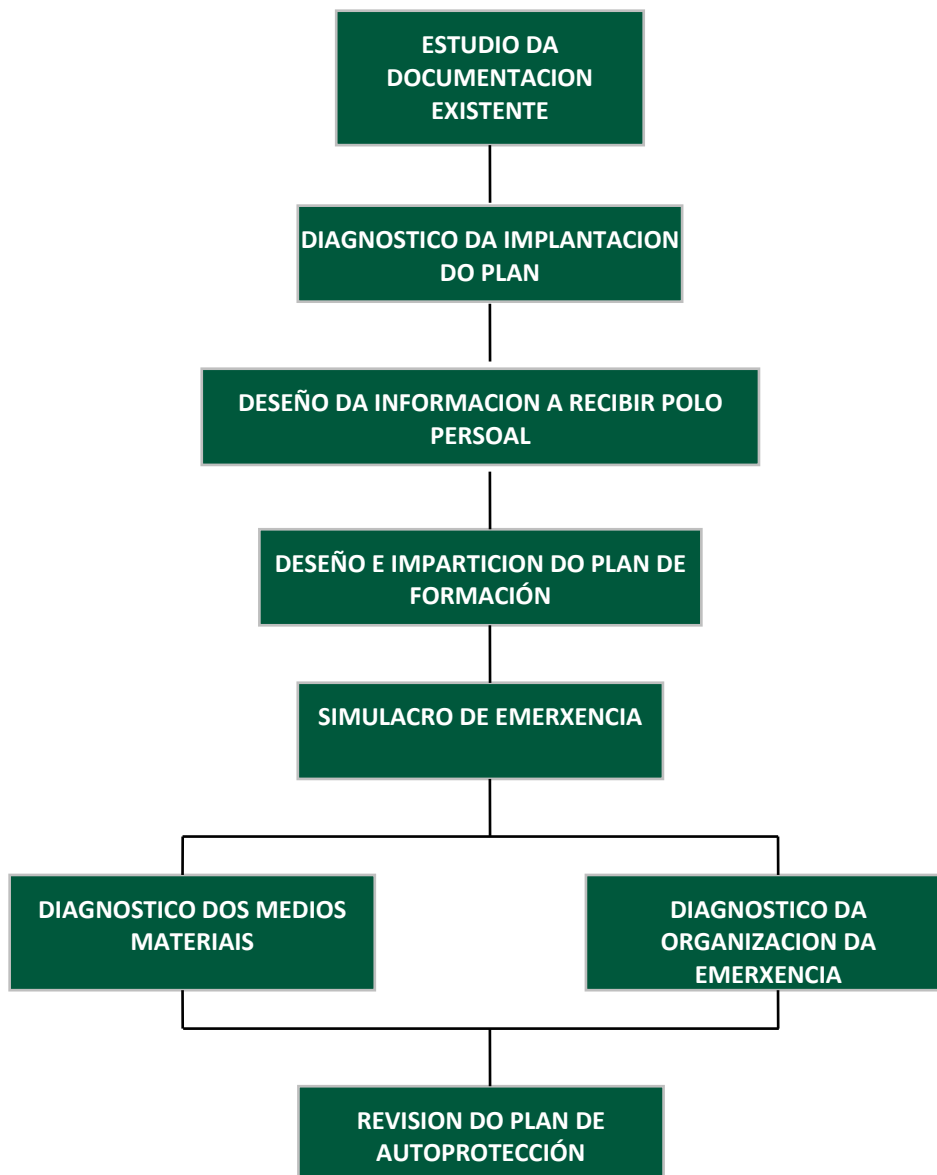 ESTUDIO DA
DOCUMENTACION
EXISTENTE
DIAGNOSTICO DA IMPLANTACION
DO PLAN
DESEÑO DA INFORMACION A RECIBIR POLO
PERSOAL
DESEÑO E IMPARTICION DO PLAN DE
FORMACIÓN
SIMULACRO DE EMERXENCIA
DIAGNOSTICO DOS MEDIOS
MATERIAIS
DIAGNOSTICO DA
ORGANIZACION DA
EMERXENCIA
REVISION DO PLAN DE
AUTOPROTECCIÓN